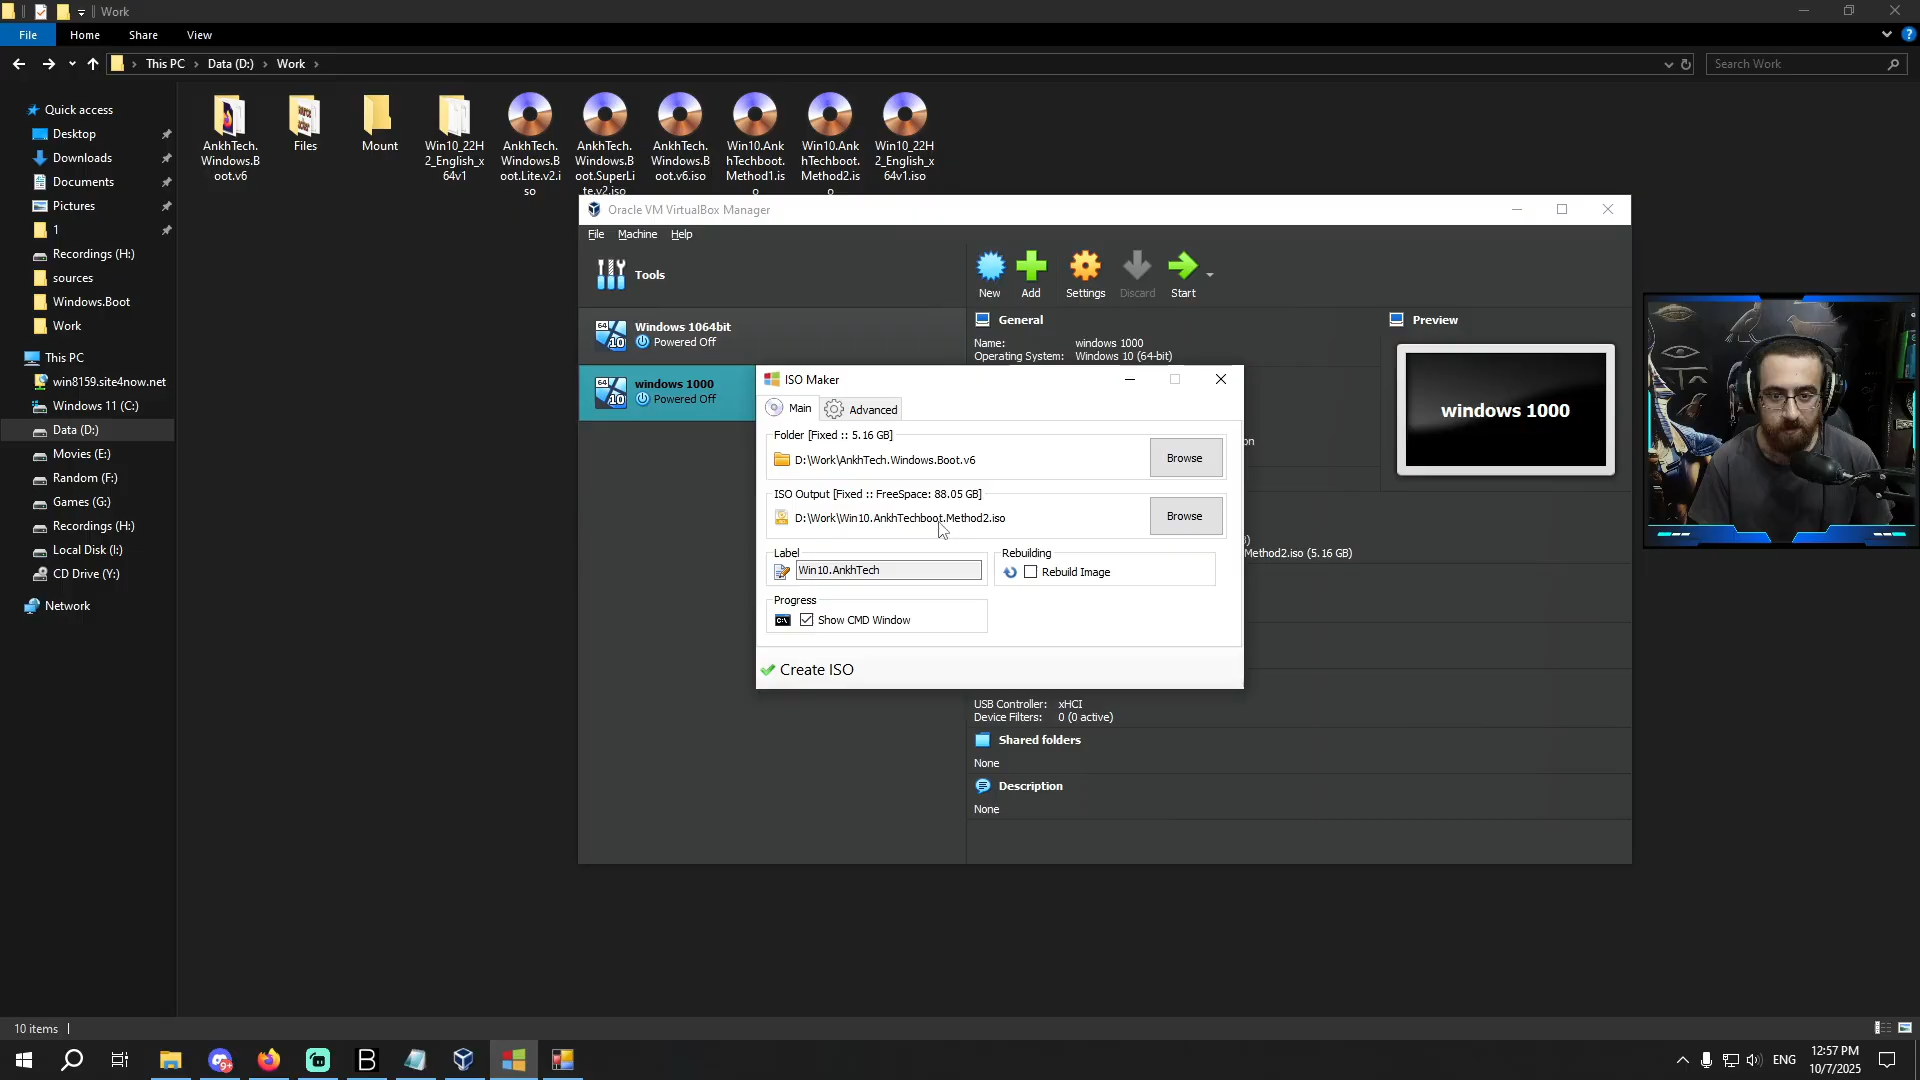 Work
File
Home
Share
View
This PC
Data (D:)
Work
Search Work
Quick access
Desktop
Downloads
Documents
Pictures
1
Recordings (H:)
sources
Windows.Boot
Work
This PC
win8159.site4now.net
Windows 11 (C:)
Data (D:)
Movies (E:)
Random (F:)
Games (G:)
Recordings (H:)
Local Disk (I:)
CD Drive (Y:)
Network
AnkhTech.
Windows.B
oot.v6
Files
Mount
Win10_22H
2_English_x
64v1
AnkhTech.
Windows.B
oot.Lite.v2.i
so
AnkhTech.
Windows.B
oot.SuperLi
te.v2.iso
AnkhTech.
Windows.B
oot.v6.iso
Win10.Ank
hTechboot.
Method1.is
o
Win10.Ank
hTechboot.
Method2.is
o
Win10_22H
2_English_x
64v1.iso
Oracle VM VirtualBox Manager
File
Machine
Help
Tools
New
Add
Settings
Discard
Start
Windows 1064bit
Powered Off
windows 1000
Powered Off
General
Name: windows 1000
Operating System: Windows 10 (64-bit)
Preview
windows 1000
on
Method2.iso (5.16 GB)
ISO Maker
Main
Advanced
Folder [Fixed :: 5.16 GB]
D:\Work\AnkhTech.Windows.Boot.v6
Browse
ISO Output [Fixed :: FreeSpace: 88.05 GB]
D:\Work\Win10.AnkhTechboot.Method2.iso
Browse
Label
Win10.AnkhTech
Rebuilding
Rebuild Image
Progress
Show CMD Window
Create ISO
USB Controller: xHCI
Device Filters: 0 (0 active)
Shared folders
None
Description
None
10 items
ENG
12:57 PM
10/7/2025